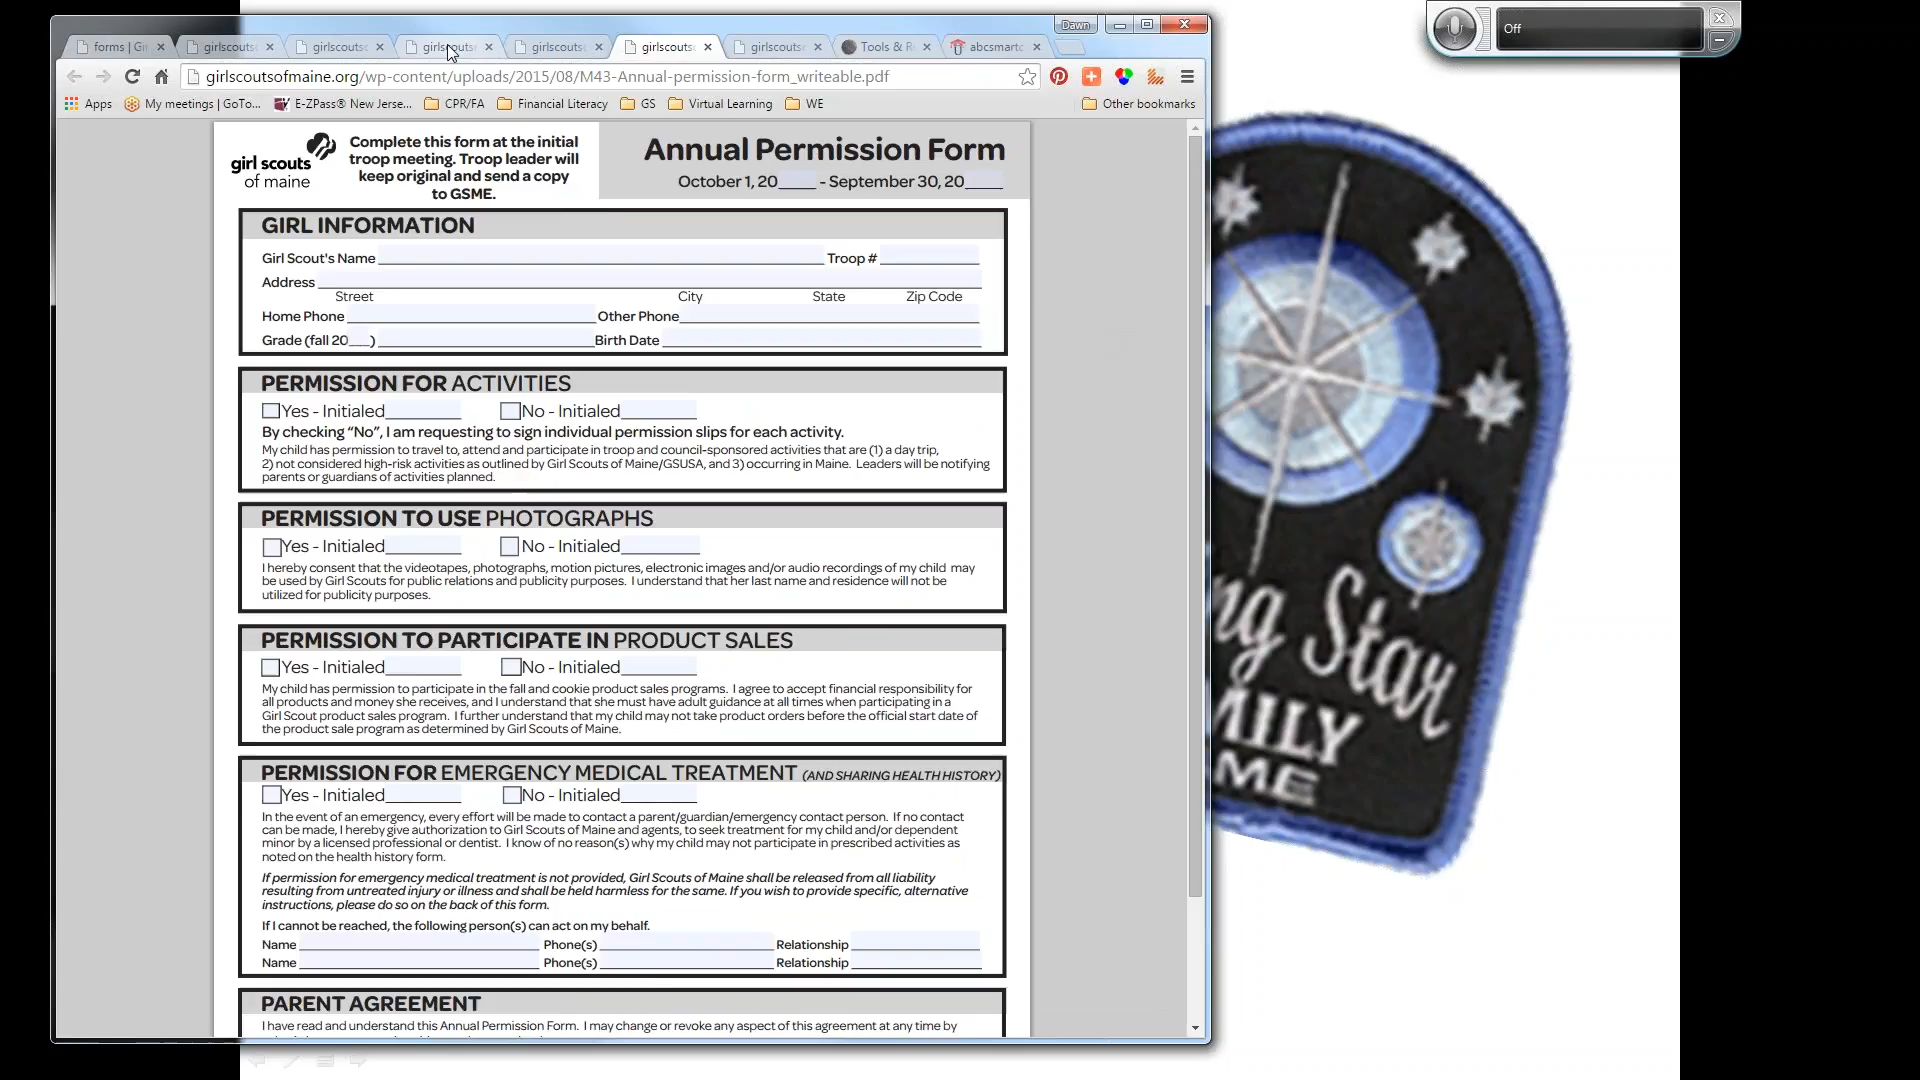 Dawn
forms | Gi
girlscouts
girlscouts
girlscouts
girlscouts
girlscouts
girlscouts
Tools & R
abcsmart
girlscoutsofmaine.org/wp-content/uploads/2015/08/M43-Annual-permission-form_writeable.pdf
Apps
My meetings | GoTo...
E-ZPass® New Jerse...
CPR/FA
Financial Literacy
GS
Virtual Learning
WE
Other bookmarks
Off
girl scouts
of maine
Complete this form at the initial
troop meeting. Troop leader will
keep original and send a copy
to GSME.
Annual Permission Form
October 1, 20____ - September 30, 20____
GIRL INFORMATION
Girl Scout's Name Troop #
Address
Street City State Zip Code
Home Phone Other Phone
Grade (fall 20___) Birth Date
PERMISSION FOR ACTIVITIES
Yes - Initialed No - Initialed
By checking “No”, I am requesting to sign individual permission slips for each activity.
My child has permission to travel to, attend and participate in troop and council-sponsored activities that are (1) a day trip,
2) not considered high-risk activities as outlined by Girl Scouts of Maine/GSUSA, and 3) occurring in Maine. Leaders will be notifying
parents or guardians of activities planned.
PERMISSION TO USE PHOTOGRAPHS
Yes - Initialed No - Initialed
I hereby consent that the videotapes, photographs, motion pictures, electronic images and/or audio recordings of my child may
be used by Girl Scouts for public relations and publicity purposes. I understand that her last name and residence will not be
utilized for publicity purposes.
PERMISSION TO PARTICIPATE IN PRODUCT SALES
Yes - Initialed No - Initialed
My child has permission to participate in the fall and cookie product sales programs. I agree to accept financial responsibility for
all products and money she receives, and I understand that she must have adult guidance at all times when participating in a
Girl Scout product sales program. I further understand that my child may not take product orders before the official start date of
the product sale program as determined by Girl Scouts of Maine.
PERMISSION FOR EMERGENCY MEDICAL TREATMENT (AND SHARING HEALTH HISTORY)
Yes - Initialed No - Initialed
In the event of an emergency, every effort will be made to contact a parent/guardian/emergency contact person. If no contact
can be made, I hereby give authorization to Girl Scouts of Maine and agents, to seek treatment for my child and/or dependent
minor by a licensed professional or dentist. I know of no reason(s) why my child may not participate in prescribed activities as
noted on the health history form.
If permission for emergency medical treatment is not provided, Girl Scouts of Maine shall be released from all liability
resulting from untreated injury or illness and shall be held harmless for the same. If you wish to provide specific, alternative
instructions, please do so on the back of this form.
If I cannot be reached, the following person(s) can act on my behalf.
Name Phone(s) Relationship
Name Phone(s) Relationship
PARENT AGREEMENT
I have read and understand this Annual Permission Form. I may change or revoke any aspect of this agreement at any time by
ng Star
MILY
ME